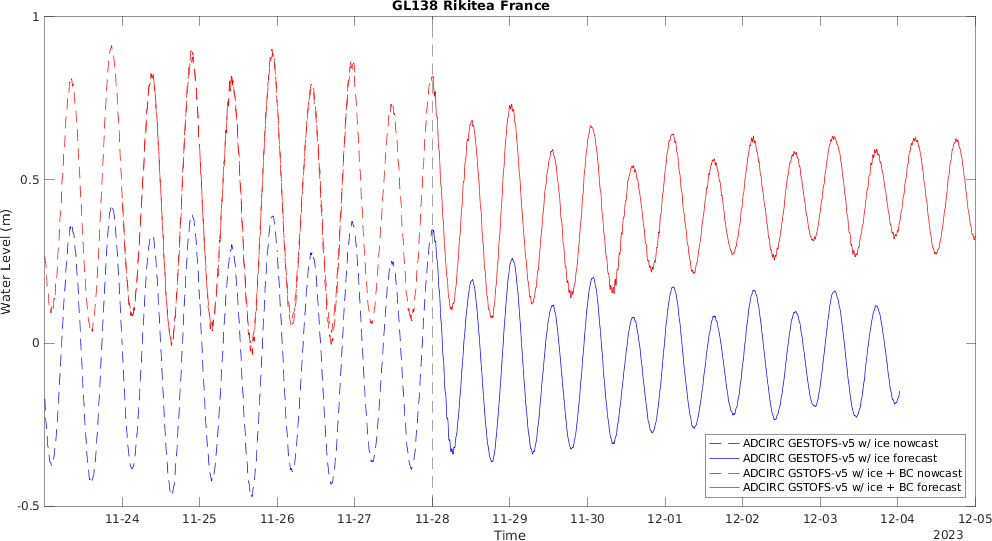 GL138 Rikitea France
1
0.5
0
-0.5
Water Level (m)
ADCIRC GESTOFS-v5 w/ ice nowcast
ADCIRC GESTOFS-v5 w/ ice forecast
ADCIRC GSTOFS-v5 w/ ice + BC nowcast
ADCIRC GSTOFS-v5 w/ ice + BC forecast
11-24 11-25 11-26 11-27 11-28 11-29 11-30 12-01 12-02 12-03 12-04 12-05
Time
2023